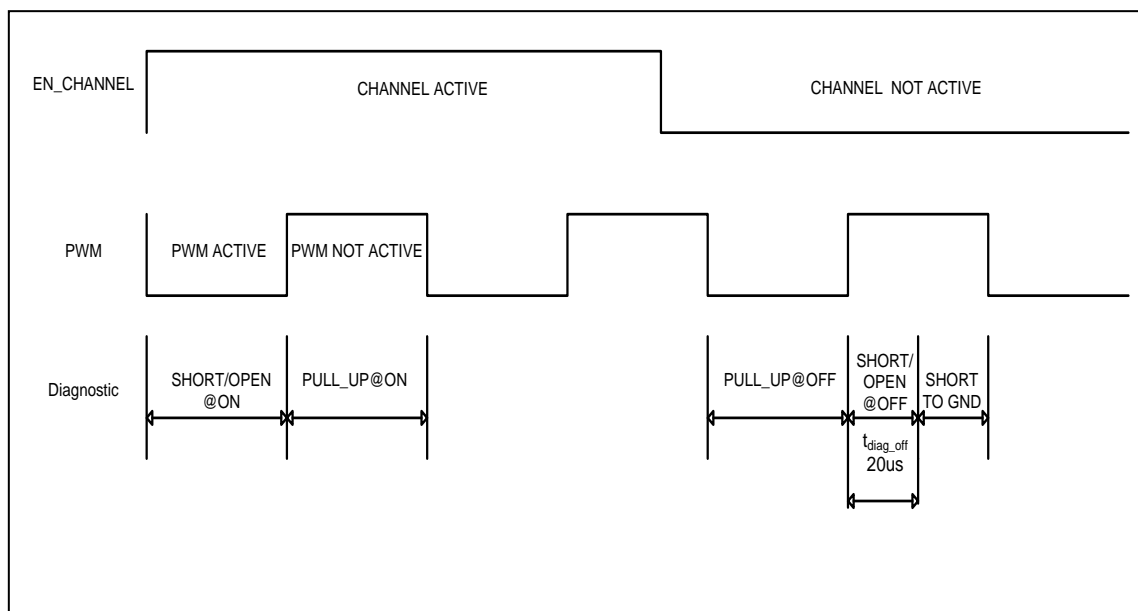 EN_CHANNEL
CHANNEL ACTIVE
CHANNEL NOT ACTIVE
PWM
PWM ACTIVE
PWM NOT ACTIVE
Diagnostic
SHORT/OPEN
@ON
PULL_UP@ON
PULL_UP@OFF
SHORT/
OPEN
@OFF
SHORT
TO GND
tdiag_off
20us